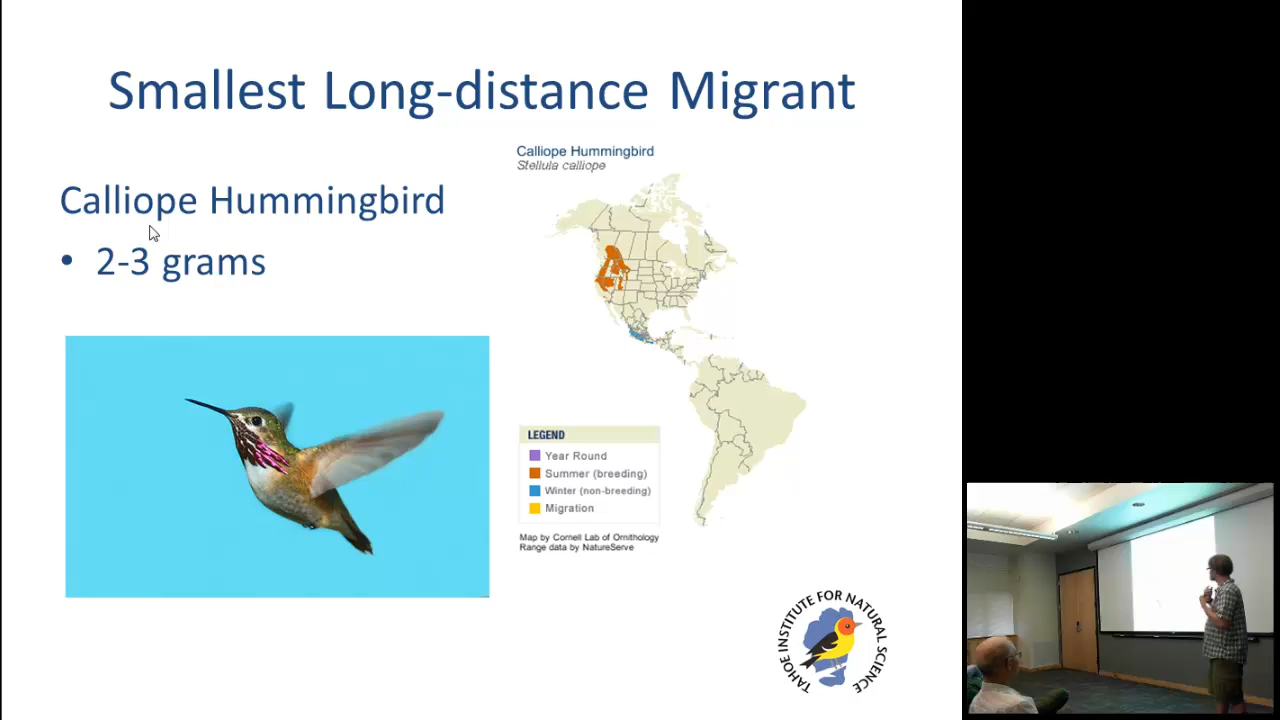 Smallest Long-distance Migrant
Calliope Hummingbird
• 2-3 grams
Calliope Hummingbird
Stellula calliope
LEGEND
Year Round
Summer (breeding)
Winter (non-breeding)
Migration
Map by Cornell Lab of Ornithology
Range data by NatureServe
TAHOE INSTITUTE FOR NATURAL SCIENCE